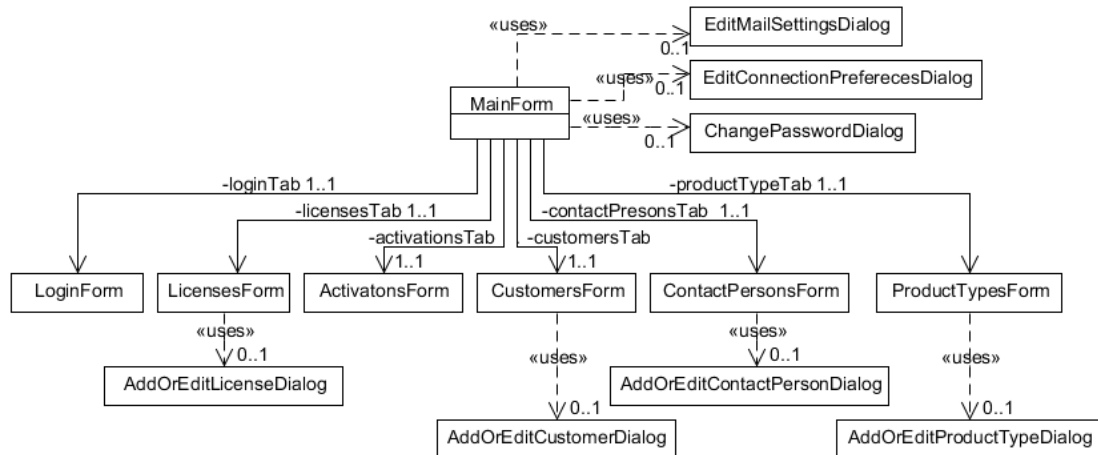 «uses»
EditMailSettingsDialog
0..1
«uses»
EditConnectionPreferecesDialog
0..1
MainForm
«uses»
ChangePasswordDialog
0..1
-loginTab 1..1
-productTypeTab 1..1
-licensesTab 1..1
-contactPresonsTab 1..1
-activationsTab
-customersTab
1..1
1..1
LoginForm
LicensesForm
ActivatonsForm
CustomersForm
ContactPersonsForm
ProductTypesForm
«uses»
«uses»
0..1
0..1
«uses»
«uses»
AddOrEditLicenseDialog
AddOrEditContactPersonDialog
0..1
0..1
AddOrEditCustomerDialog
AddOrEditProductTypeDialog